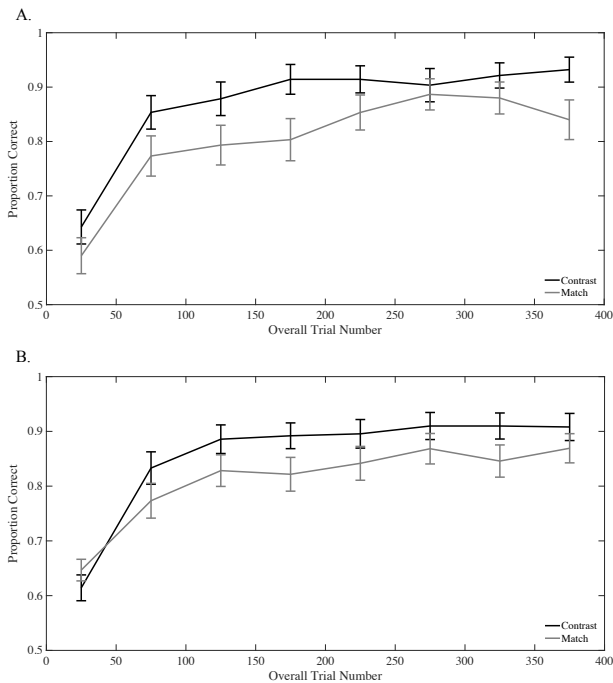 A.
1
0.9
0.8
0.7
0.6
0.5
Proportion Correct
0 50 100 150 200 250 300 350 400
Overall Trial Number
Contrast
Match
B.
1
0.9
0.8
0.7
0.6
0.5
Proportion Correct
0 50 100 150 200 250 300 350 400
Overall Trial Number
Contrast
Match